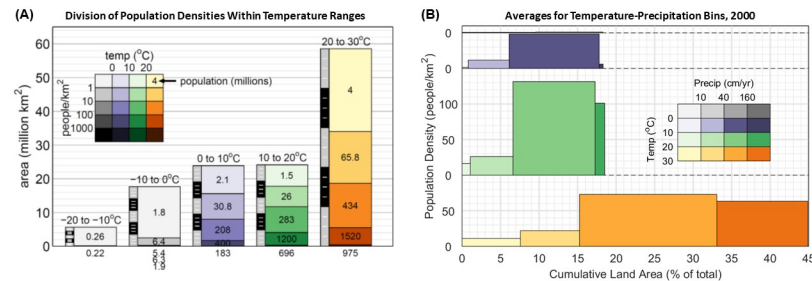 (A)
Division of Population Densities Within Temperature Ranges
temp (°C)
0 10 20
4
population (millions)
people/km²
1
10
100
1000
area (million km²)
60
50
40
30
20
10
0
−20 to −10°C
0.26
0.22
−10 to 0°C
1.8
6.4
5.4
6.3
1.9
0 to 10°C
2.1
30.8
208
400
183
10 to 20°C
1.5
26
283
1200
696
20 to 30°C
4
65.8
434
1520
975
(B)
Averages for Temperature-Precipitation Bins, 2000
Population Density (people/km²)
0
0
100
50
0
50
0
Precip (cm/yr)
10 40 160
Temp (°C)
0
10
20
30
0 5 10 15 20 25 30 35 40 45
Cumulative Land Area (% of total)